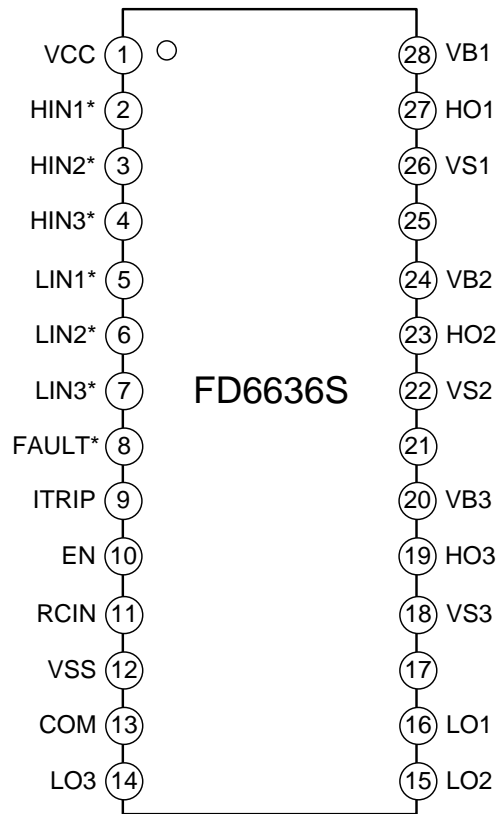 VCC 1 28 VB1
HIN1* 2 27 HO1
HIN2* 3 26 VS1
HIN3* 4 25
LIN1* 5 24 VB2
LIN2* 6 23 HO2
LIN3* 7 FD6636S 22 VS2
FAULT* 8 21
ITRIP 9 20 VB3
EN 10 19 HO3
RCIN 11 18 VS3
VSS 12 17
COM 13 16 LO1
LO3 14 15 LO2